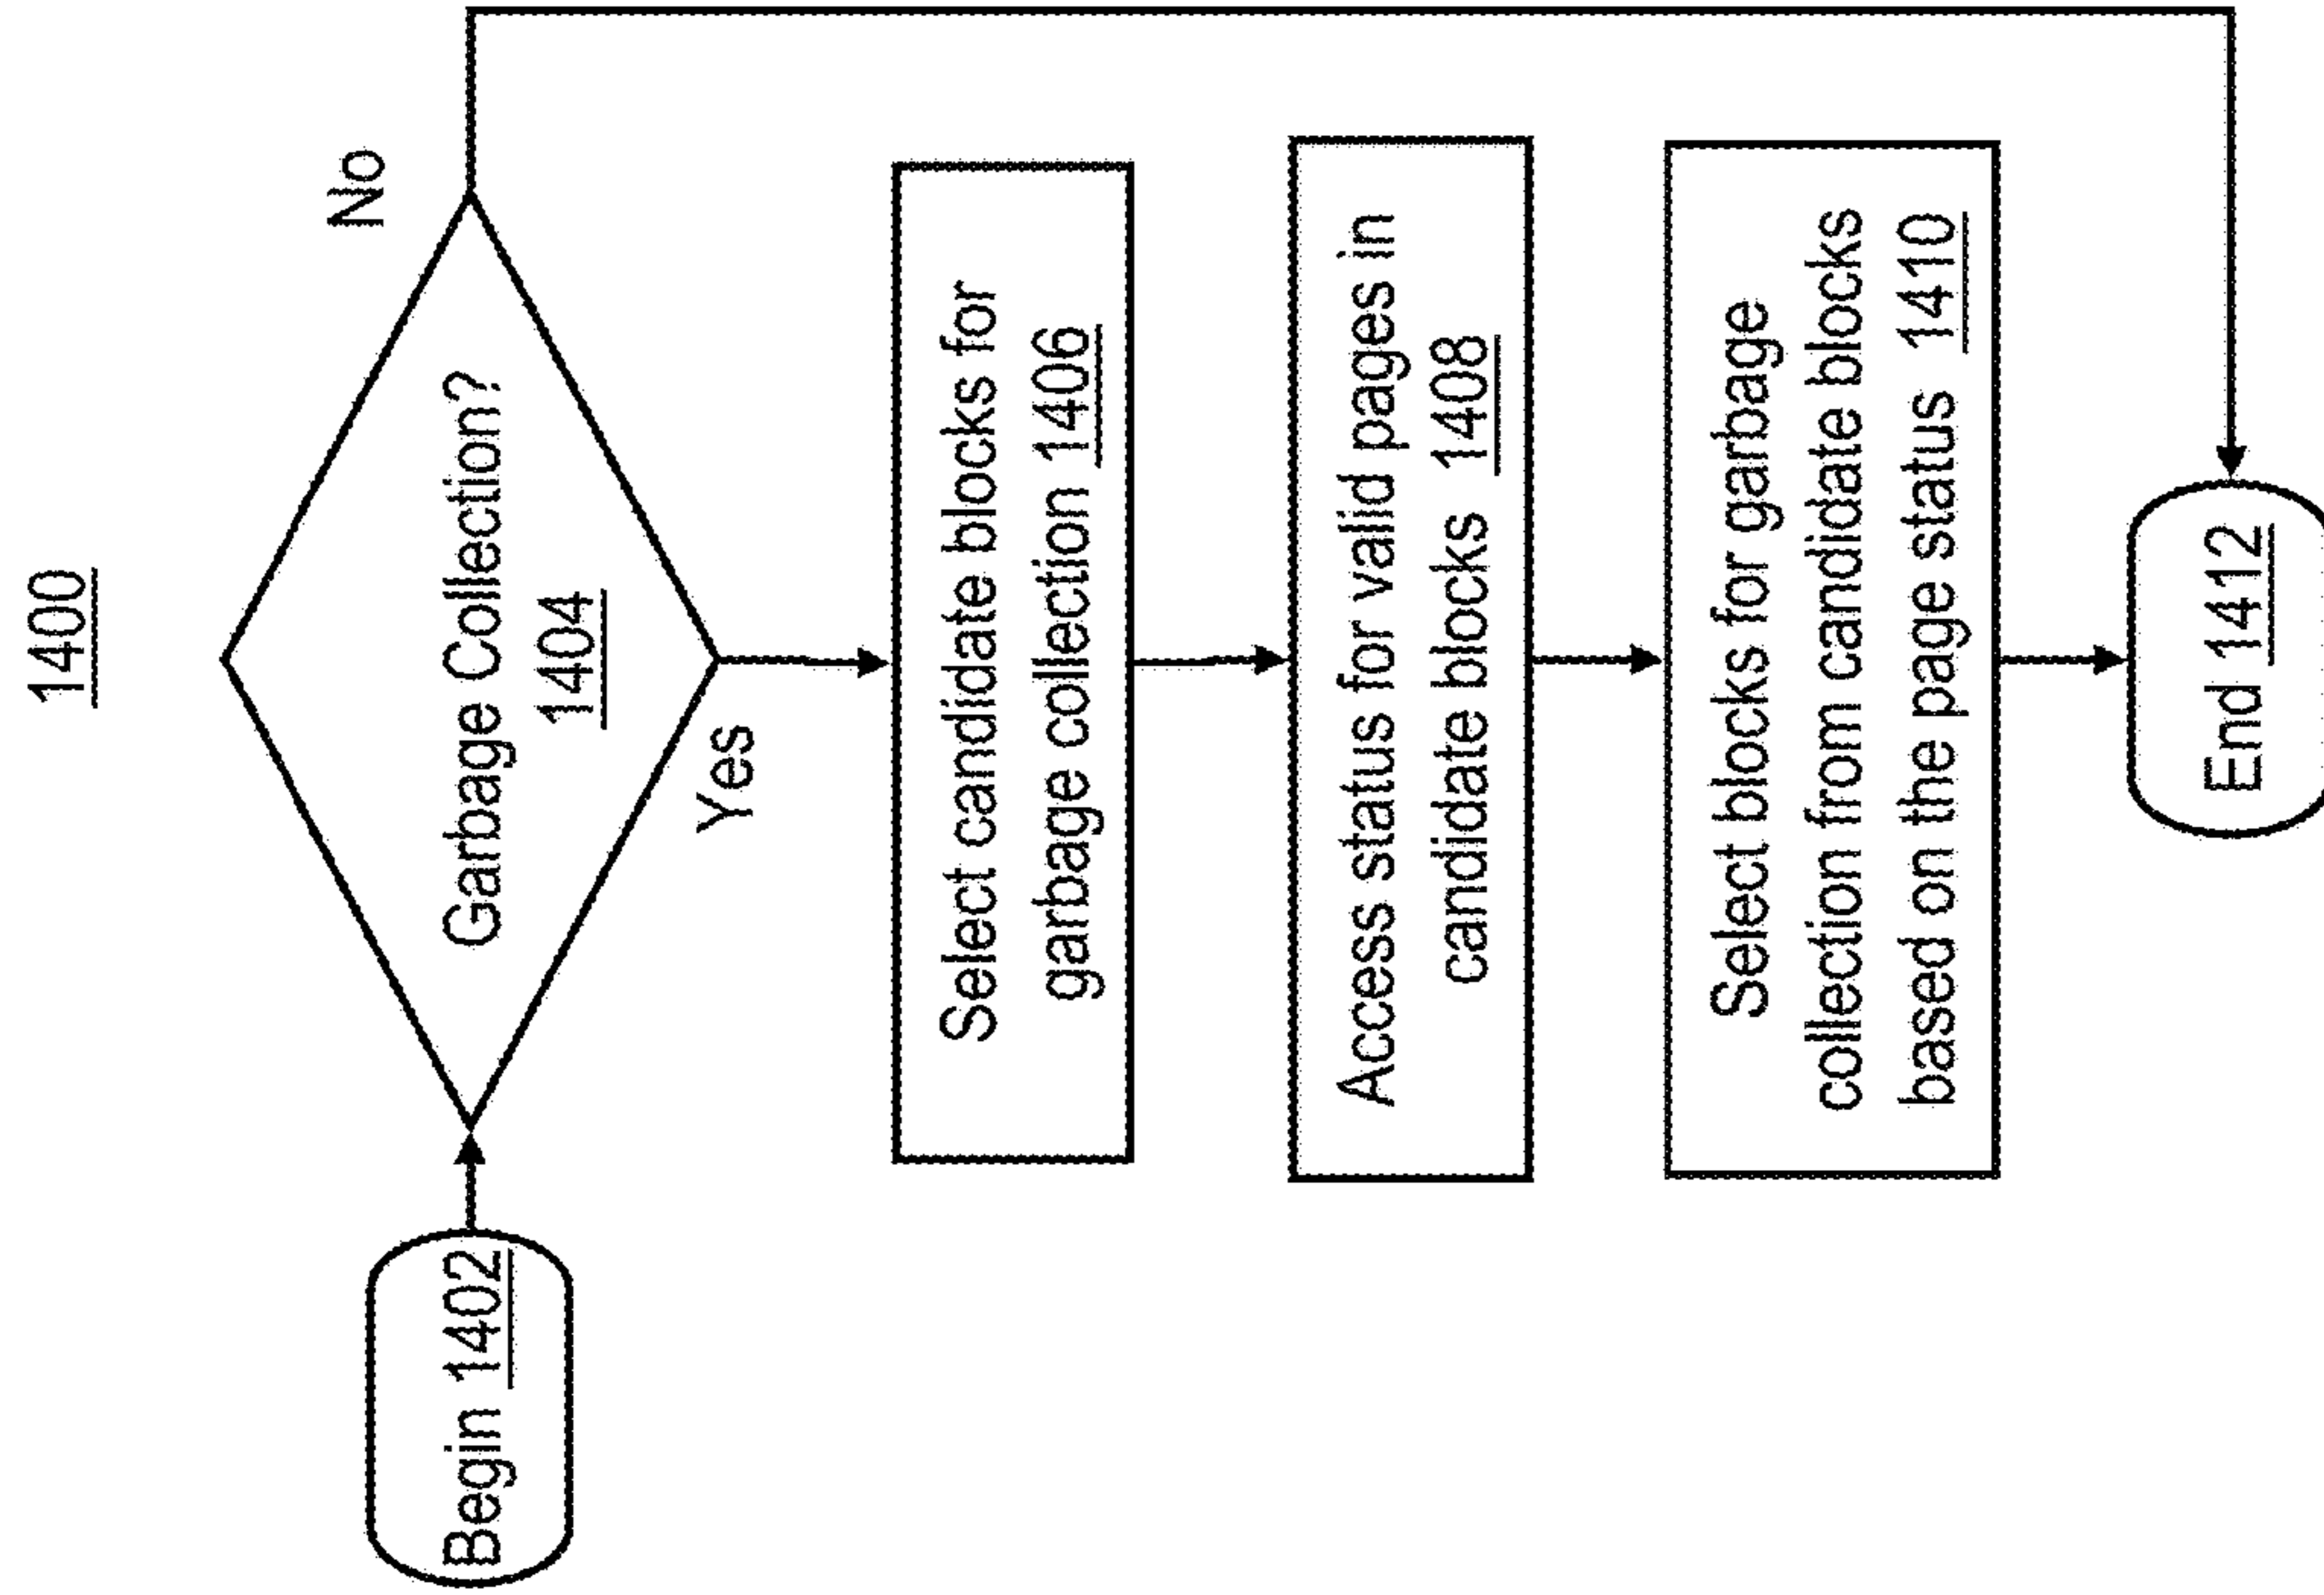 1400
Begin 1402
Garbage Collection?
1404
No
Yes
Select candidate blocks for
garbage collection 1406
Access status for valid pages in
candidate blocks 1408
Select blocks for garbage
collection from candidate blocks
based on the page status 1410
End 1412